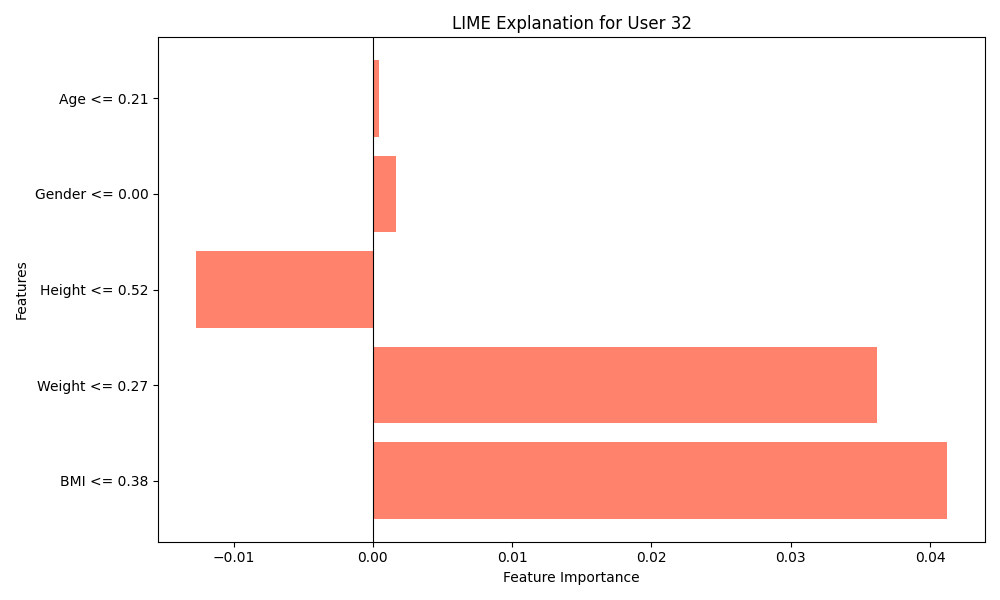 LIME Explanation for User 32
Features
Age <= 0.21
Gender <= 0.00
Height <= 0.52
Weight <= 0.27
BMI <= 0.38
−0.01 0.00 0.01 0.02 0.03 0.04
Feature Importance